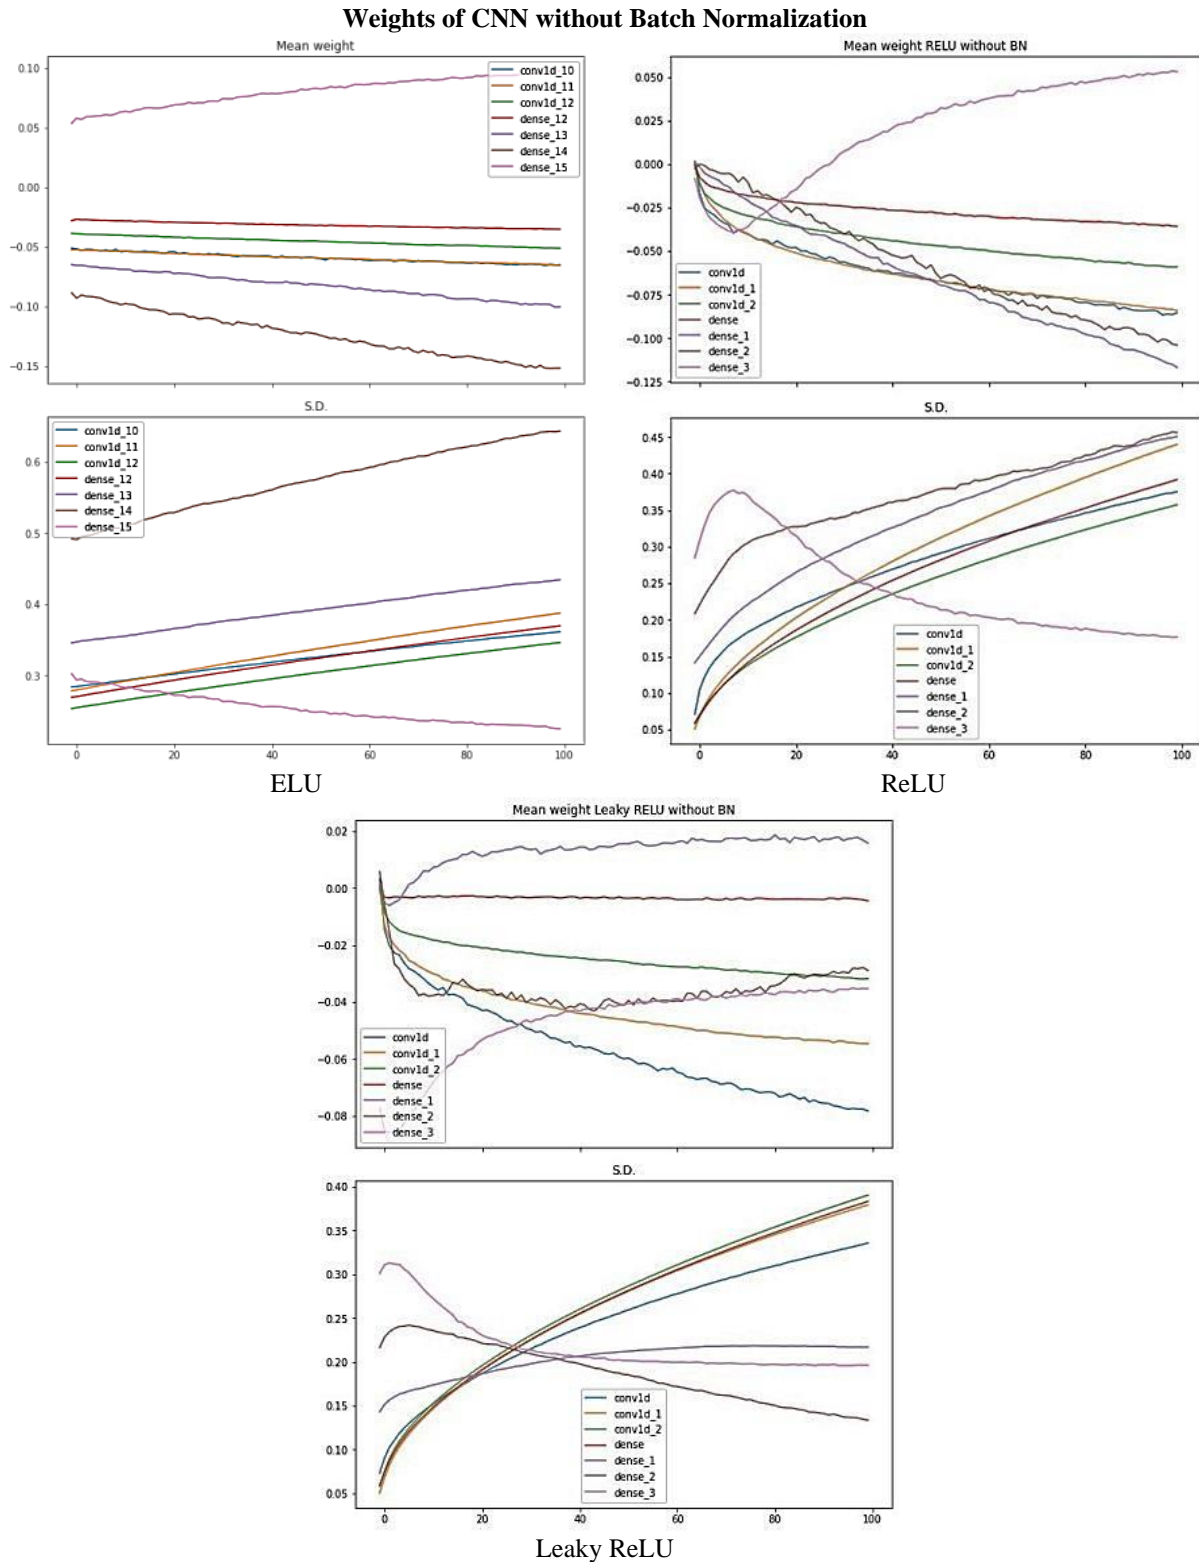 Weights of CNN without Batch Normalization
Mean weight
0.10
0.05
0.00
−0.05
−0.10
−0.15
conv1d_10
conv1d_11
conv1d_12
dense_12
dense_13
dense_14
dense_15
Mean weight RELU without BN
0.050
0.025
0.000
−0.025
−0.050
−0.075
−0.100
−0.125
conv1d
conv1d_1
conv1d_2
dense
dense_1
dense_2
dense_3
S.D.
0.6
0.5
0.4
0.3
conv1d_10
conv1d_11
conv1d_12
dense_12
dense_13
dense_14
dense_15
0 20 40 60 80 100
ELU
S.D.
0.45
0.40
0.35
0.30
0.25
0.20
0.15
0.10
0.05
conv1d
conv1d_1
conv1d_2
dense
dense_1
dense_2
dense_3
0 20 40 60 80 100
ReLU
Mean weight Leaky RELU without BN
0.02
0.00
−0.02
−0.04
−0.06
−0.08
conv1d
conv1d_1
conv1d_2
dense
dense_1
dense_2
dense_3
S.D.
0.40
0.35
0.30
0.25
0.20
0.15
0.10
0.05
conv1d
conv1d_1
conv1d_2
dense
dense_1
dense_2
dense_3
0 20 40 60 80 100
Leaky ReLU